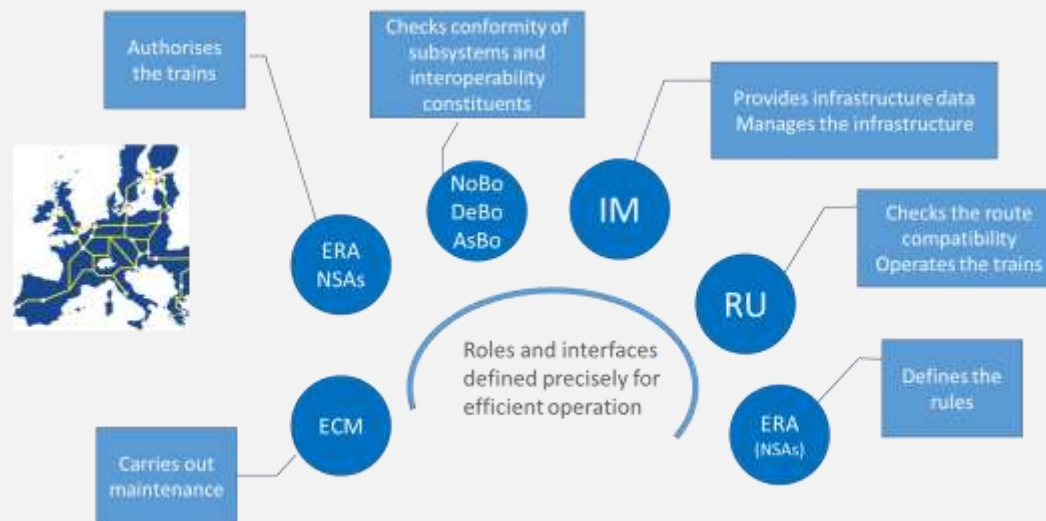 Authorises
the trains
Checks conformity of
subsystems and
interoperability
constituents
Provides infrastructure data
Manages the infrastructure
NoBo
DeBo
AsBo
IM
Checks the route
compatibility
Operates the trains
ERA
NSAs
RU
Roles and interfaces
defined precisely for
efficient operation
Defines the
rules
ECM
ERA
(NSAs)
Carries out
maintenance